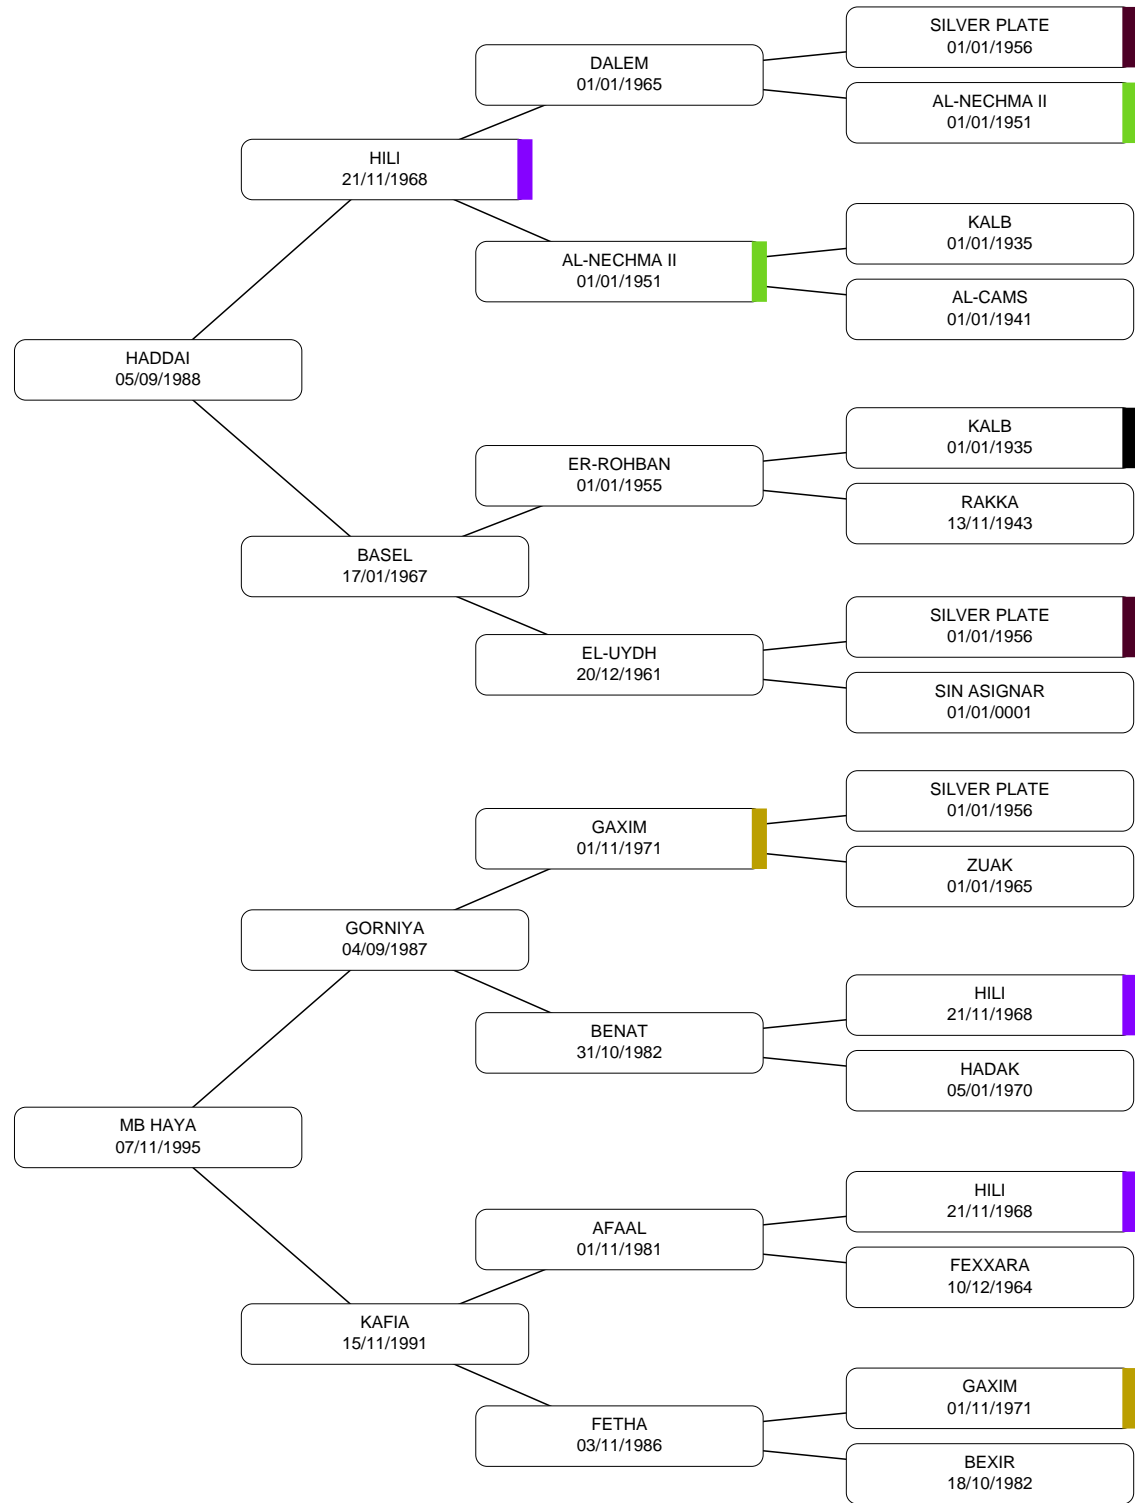 SILVER PLATE
01/01/1956
DALEM
01/01/1965
AL-NECHMA II
01/01/1951
HILI
21/11/1968
KALB
01/01/1935
AL-NECHMA II
01/01/1951
AL-CAMS
01/01/1941
HADDAI
05/09/1988
KALB
01/01/1935
ER-ROHBAN
01/01/1955
RAKKA
13/11/1943
BASEL
17/01/1967
SILVER PLATE
01/01/1956
EL-UYDH
20/12/1961
SIN ASIGNAR
01/01/0001
SILVER PLATE
01/01/1956
GAXIM
01/11/1971
ZUAK
01/01/1965
GORNIYA
04/09/1987
HILI
21/11/1968
BENAT
31/10/1982
HADAK
05/01/1970
MB HAYA
07/11/1995
HILI
21/11/1968
AFAAL
01/11/1981
FEXXARA
10/12/1964
KAFIA
15/11/1991
GAXIM
01/11/1971
FETHA
03/11/1986
BEXIR
18/10/1982